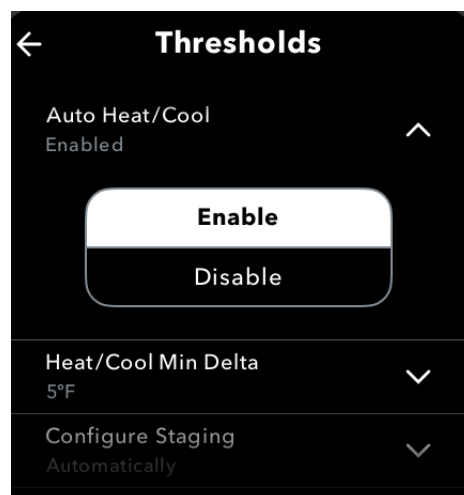 Thresholds
Auto Heat/Cool
Enabled
Enable
Disable
Heat/Cool Min Delta
5°F
Configure Staging
Automatically